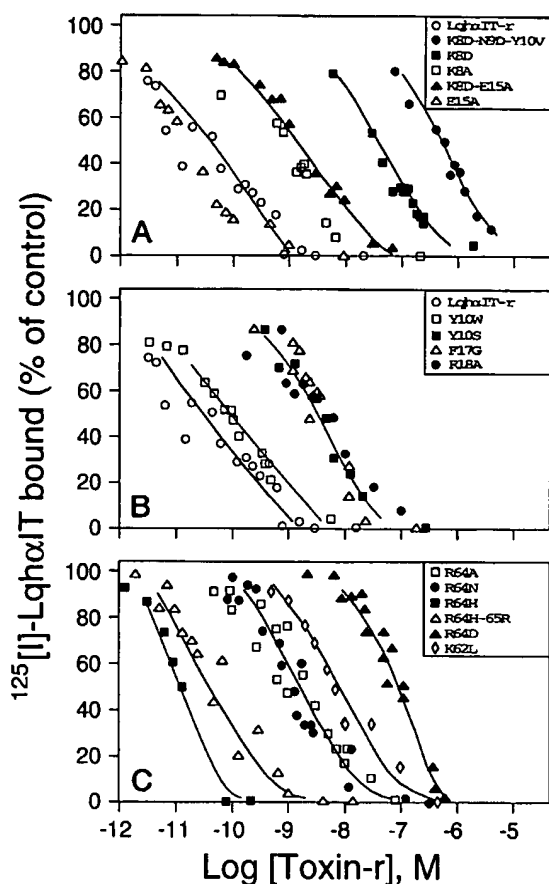 ¹²⁵[I]-LqhαIT bound (% of control)
100
80
60
40
20
0
A
LqhαIT-r
K8D-N9D-Y10V
K8D
K8A
K8D-E15A
E15A
100
80
60
40
20
0
B
LqhαIT-r
Y10W
Y10S
F17G
R18A
100
80
60
40
20
0
C
R64A
R64N
R64H
R64H-65R
R64D
K62L
-12 -11 -10 -9 -8 -7 -6 -5
Log [Toxin-r], M